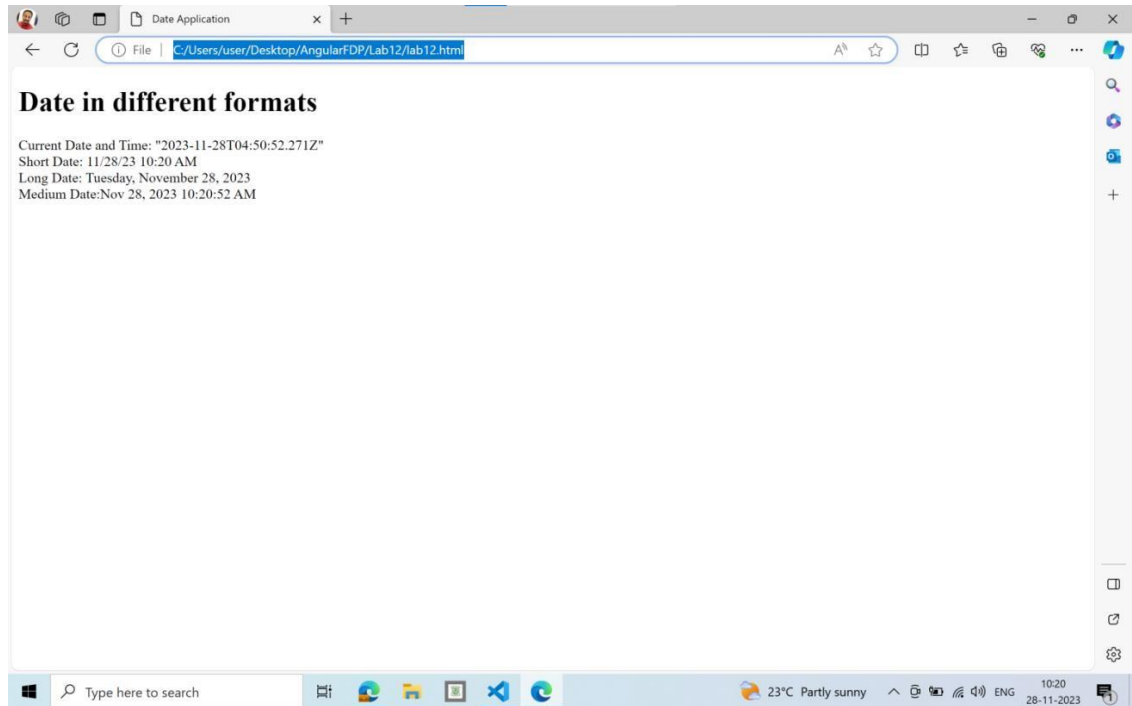 Date Application
File
C:/Users/user/Desktop/AngularFDP/Lab12/lab12.html
Date in different formats
Current Date and Time: "2023-11-28T04:50:52.271Z"
Short Date: 11/28/23 10:20 AM
Long Date: Tuesday, November 28, 2023
Medium Date:Nov 28, 2023 10:20:52 AM
Type here to search
23°C Partly sunny
ENG
10:20
28-11-2023
1